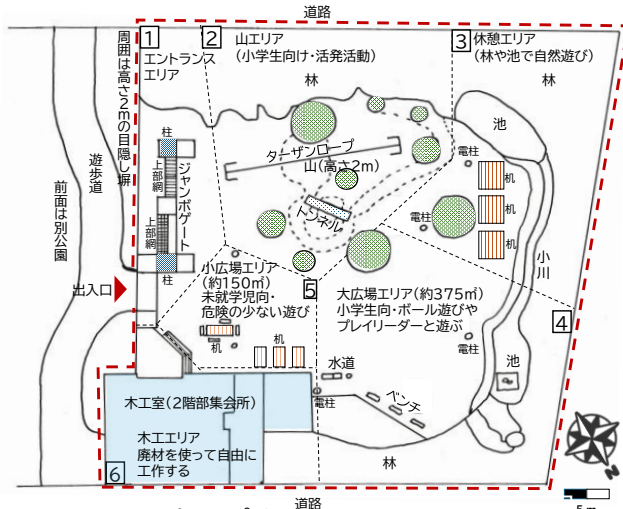 道路
1
エントランス
エリア
2
山エリア
(小学生向け・活発活動)
3
休憩エリア
(林や池で自然遊び)
林
林
周囲は高さ2mの目隠し塀
遊歩道
前面は別公園
出入口
柱
上部網
ジャンボゲート
上部網
柱
ターザンロープ
山(高さ2m)
トンネル
池
電柱
机
電柱
机
机
小川
小広場エリア
(約150㎡)
未就学児向・
危険の少ない遊び
5
大広場エリア(約375㎡)
小学生向・ボール遊びや
プレイリーダーと遊ぶ
4
机
机
水道
電柱
電柱
ベンチ
池
木工室(2階部集会所)
木工エリア
廃材を使って自由に
工作する
6
林
道路
N
5 m